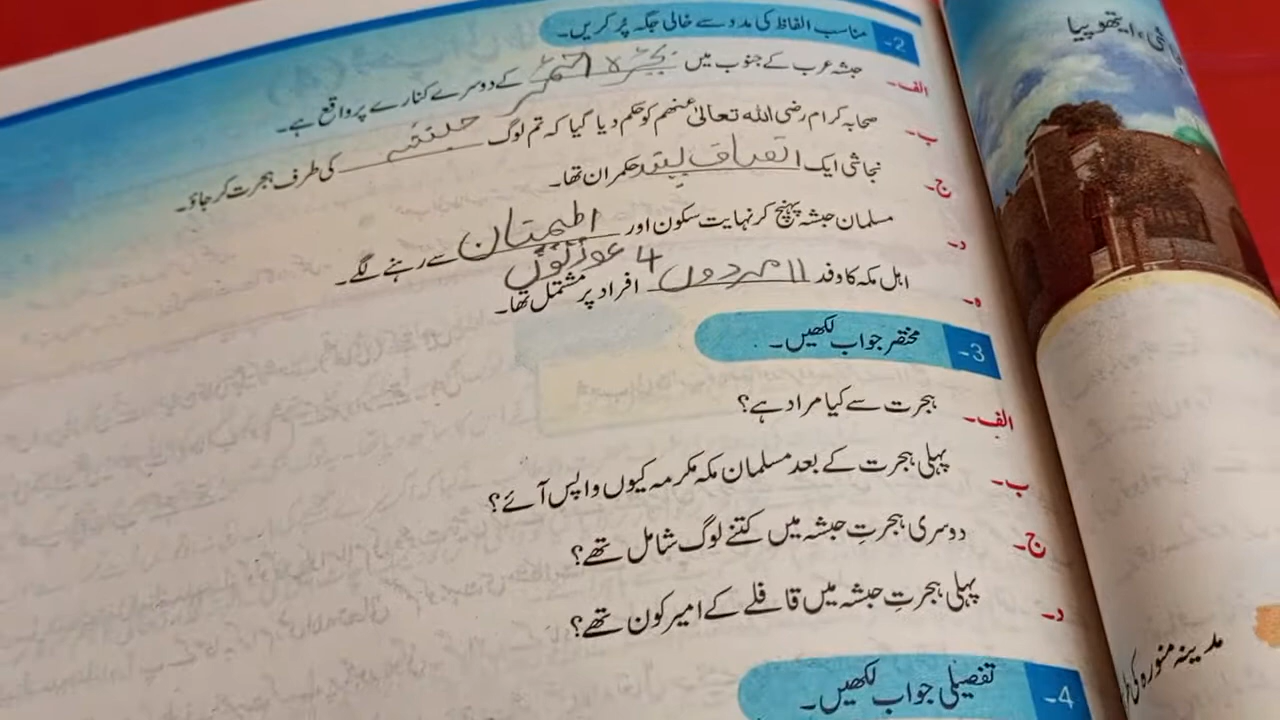 2- مناسب الفاظ کی مدد سے خالی جگہ پُر کریں۔
الف۔ حبشہ عرب کے جنوب میں بحیرہ احمر کے دوسرے کنارے پر واقع ہے۔
ب۔ صحابہ کرام رضی اللہ تعالیٰ عنھم کو حکم دیا گیا کہ تم لوگ حبشہ کی طرف ہجرت کر جاؤ۔
ج۔ نجاشی ایک انصاف پسند حکمران تھا۔
د۔ مسلمان حبشہ پہنچ کر نہایت سکون اور اطمینان سے رہنے لگے۔
ہ۔ اہل مکہ کا وفد 11 مردوں 4 عورتوں افراد پر مشتمل تھا۔
3- مختصر جواب لکھیں۔
الف۔ ہجرت سے کیا مراد ہے؟
ب۔ پہلی ہجرت کے بعد مسلمان مکہ مکرمہ کیوں واپس آئے؟
ج۔ دوسری ہجرتِ حبشہ میں کتنے لوگ شامل تھے؟
د۔ پہلی ہجرتِ حبشہ میں قافلے کے امیر کون تھے؟
4- تفصیلی جواب لکھیں۔
ایتھوپیا
مدینہ منورہ کی